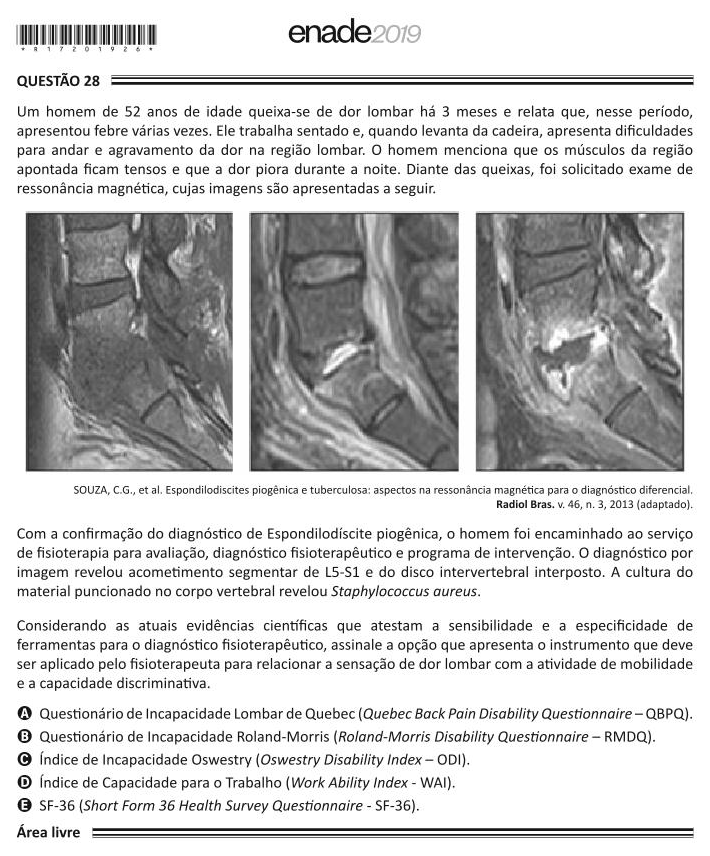 *R17201926*
enade2019
QUESTÃO 28
Um homem de 52 anos de idade queixa-se de dor lombar há 3 meses e relata que, nesse período,
apresentou febre várias vezes. Ele trabalha sentado e, quando levanta da cadeira, apresenta dificuldades
para andar e agravamento da dor na região lombar. O homem menciona que os músculos da região
apontada ficam tensos e que a dor piora durante a noite. Diante das queixas, foi solicitado exame de
ressonância magnética, cujas imagens são apresentadas a seguir.
SOUZA, C.G., et al. Espondilodiscites piogênica e tuberculosa: aspectos na ressonância magnética para o diagnóstico diferencial.
Radiol Bras. v. 46, n. 3, 2013 (adaptado).
Com a confirmação do diagnóstico de Espondilodíscite piogênica, o homem foi encaminhado ao serviço
de fisioterapia para avaliação, diagnóstico fisioterapêutico e programa de intervenção. O diagnóstico por
imagem revelou acometimento segmentar de L5-S1 e do disco intervertebral interposto. A cultura do
material puncionado no corpo vertebral revelou Staphylococcus aureus.
Considerando as atuais evidências científicas que atestam a sensibilidade e a especificidade de
ferramentas para o diagnóstico fisioterapêutico, assinale a opção que apresenta o instrumento que deve
ser aplicado pelo fisioterapeuta para relacionar a sensação de dor lombar com a atividade de mobilidade
e a capacidade discriminativa.
A Questionário de Incapacidade Lombar de Quebec (Quebec Back Pain Disability Questionnaire – QBPQ).
B Questionário de Incapacidade Roland-Morris (Roland-Morris Disability Questionnaire – RMDQ).
C Índice de Incapacidade Oswestry (Oswestry Disability Index – ODI).
D Índice de Capacidade para o Trabalho (Work Ability Index - WAI).
E SF-36 (Short Form 36 Health Survey Questionnaire - SF-36).
Área livre